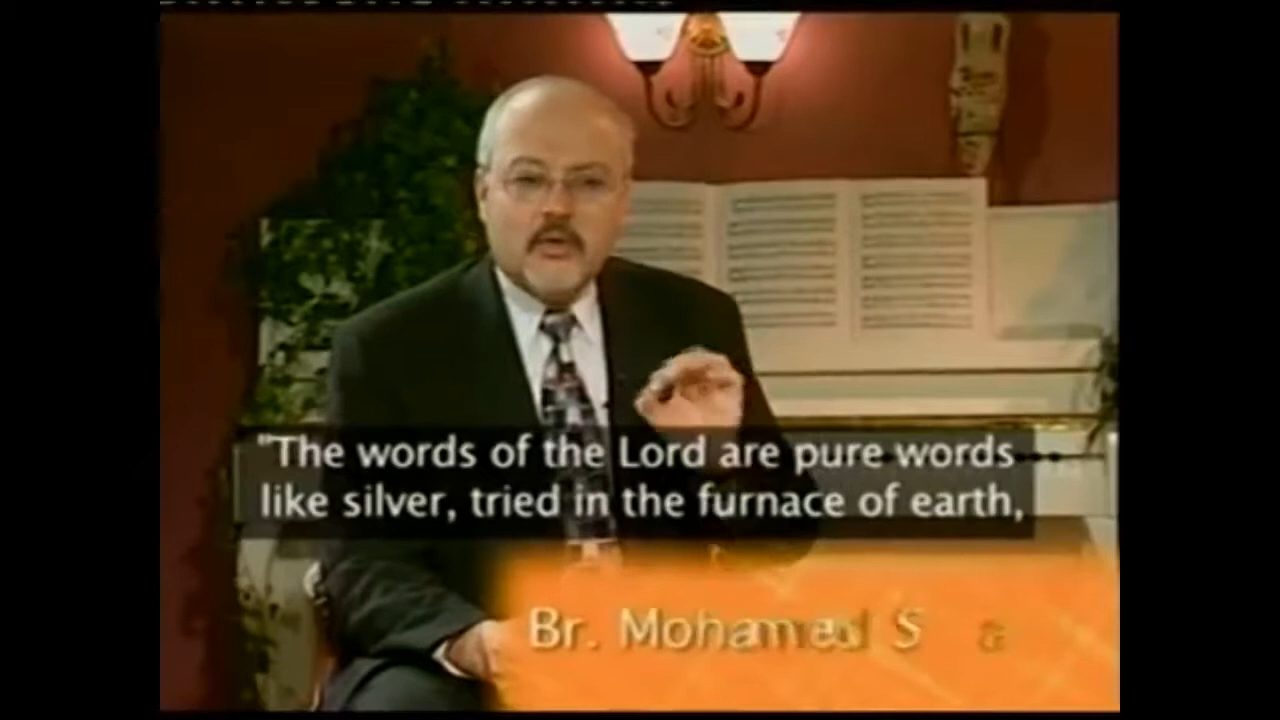 "The words of the Lord are pure words
like silver, tried in the furnace of earth,
Br. Mohamed S